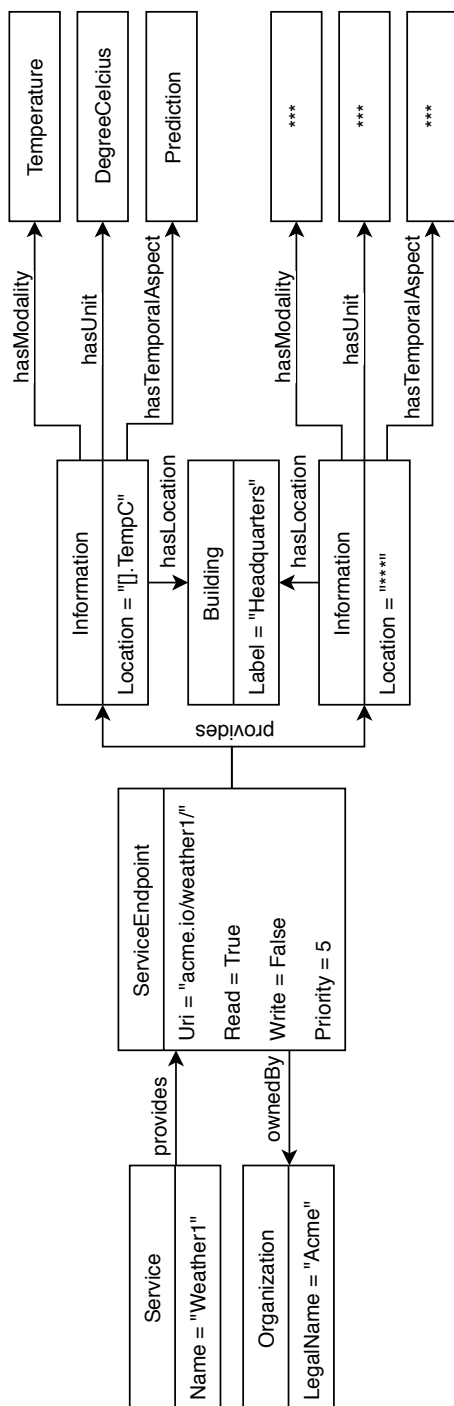 Service
Name = "Weather1"
Organization
LegalName = "Acme"
provides
ownedBy
ServiceEndpoint
Uri = "acme.io/weather1/"
Read = True
Write = False
Priority = 5
provides
Information
Location = "[].TempC"
hasLocation
Building
Label = "Headquarters"
hasLocation
Information
Location = "***"
hasModality
hasUnit
hasTemporalAspect
Temperature
DegreeCelcius
Prediction
hasModality
hasUnit
hasTemporalAspect
***
***
***